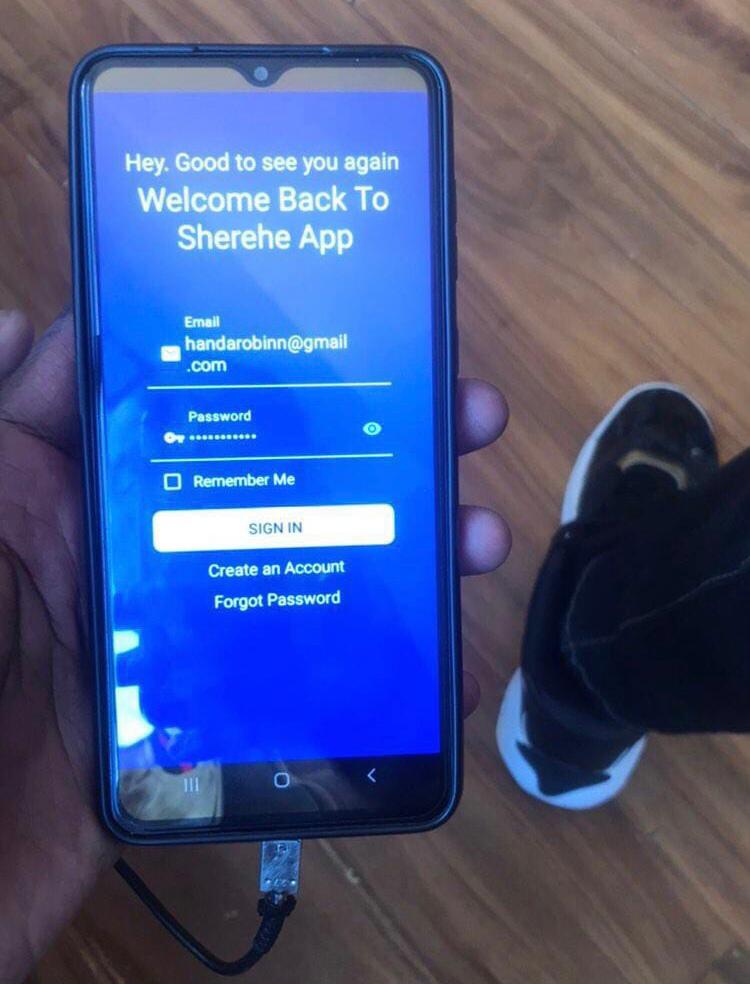 Hey. Good to see you again
Welcome Back To
Sherehe App
Email
handarobinn@gmail
.com
Password
•••••••••••
Remember Me
SIGN IN
Create an Account
Forgot Password